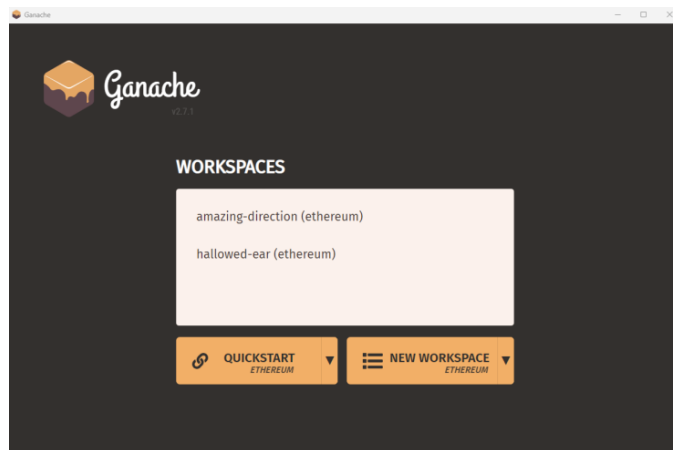 Ganache
Ganache
v2.7.1
WORKSPACES
amazing-direction (ethereum)
hallowed-ear (ethereum)
QUICKSTART
ETHEREUM
NEW WORKSPACE
ETHEREUM